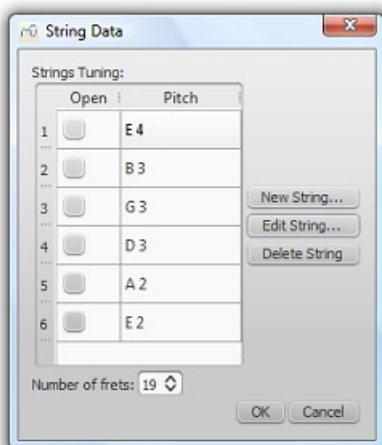 String Data
Strings Tuning:
Open Pitch
1 E 4
2 B 3
3 G 3
4 D 3
5 A 2
6 E 2
New String...
Edit String...
Delete String
Number of frets: 19
OK Cancel